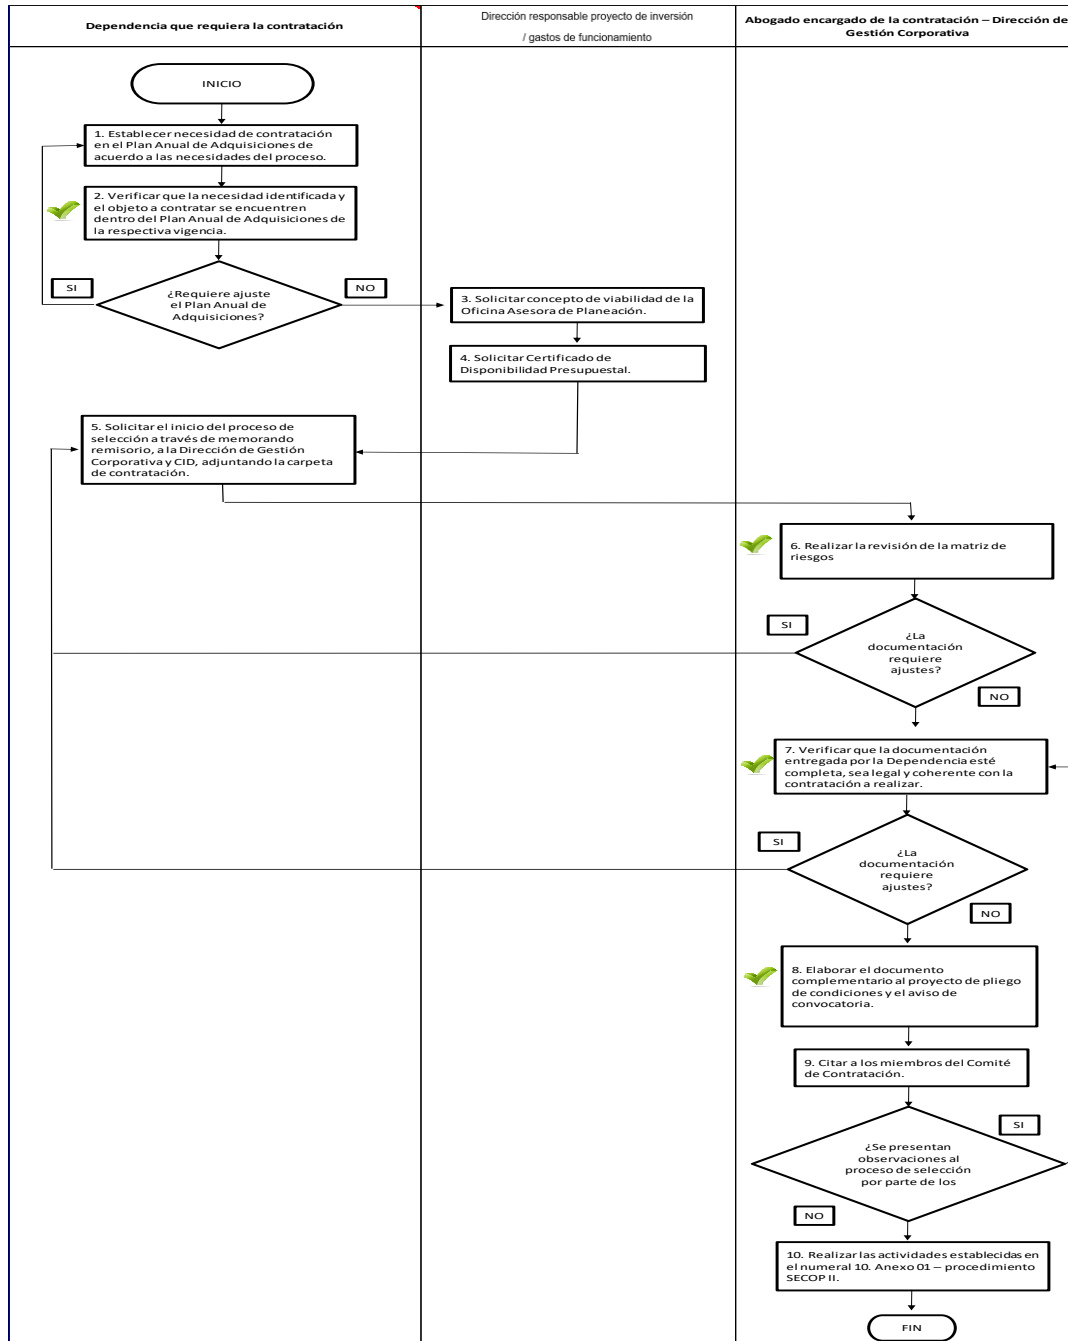 Dependencia que requiera la contratación
Dirección responsable proyecto de inversión
/ gastos de funcionamiento
Abogado encargado de la contratación – Dirección de
Gestión Corporativa
INICIO
1. Establecer necesidad de contratación
en el Plan Anual de Adquisiciones de
acuerdo a las necesidades del proceso.
2. Verificar que la necesidad identificada y
el objeto a contratar se encuentren
dentro del Plan Anual de Adquisiciones de
la respectiva vigencia.
SI
¿Requiere ajuste
el Plan Anual de
Adquisiciones?
NO
3. Solicitar concepto de viabilidad de la
Oficina Asesora de Planeación.
4. Solicitar Certificado de
Disponibilidad Presupuestal.
5. Solicitar el inicio del proceso de
selección a través de memorando
remisorio, a la Dirección de Gestión
Corporativa y CID, adjuntando la carpeta
de contratación.
6. Realizar la revisión de la matriz de
riesgos
SI
¿La
documentación
requiere
ajustes?
NO
7. Verificar que la documentación
entregada por la Dependencia esté
completa, sea legal y coherente con la
contratación a realizar.
SI
¿La
documentación
requiere
ajustes?
NO
8. Elaborar el documento
complementario al proyecto de pliego
de condiciones y el aviso de
convocatoria.
9. Citar a los miembros del Comité
de Contratación.
SI
¿Se presentan
observaciones al
proceso de selección
por parte de los
NO
10. Realizar las actividades establecidas en
el numeral 10. Anexo 01 – procedimiento
SECOP II.
FIN